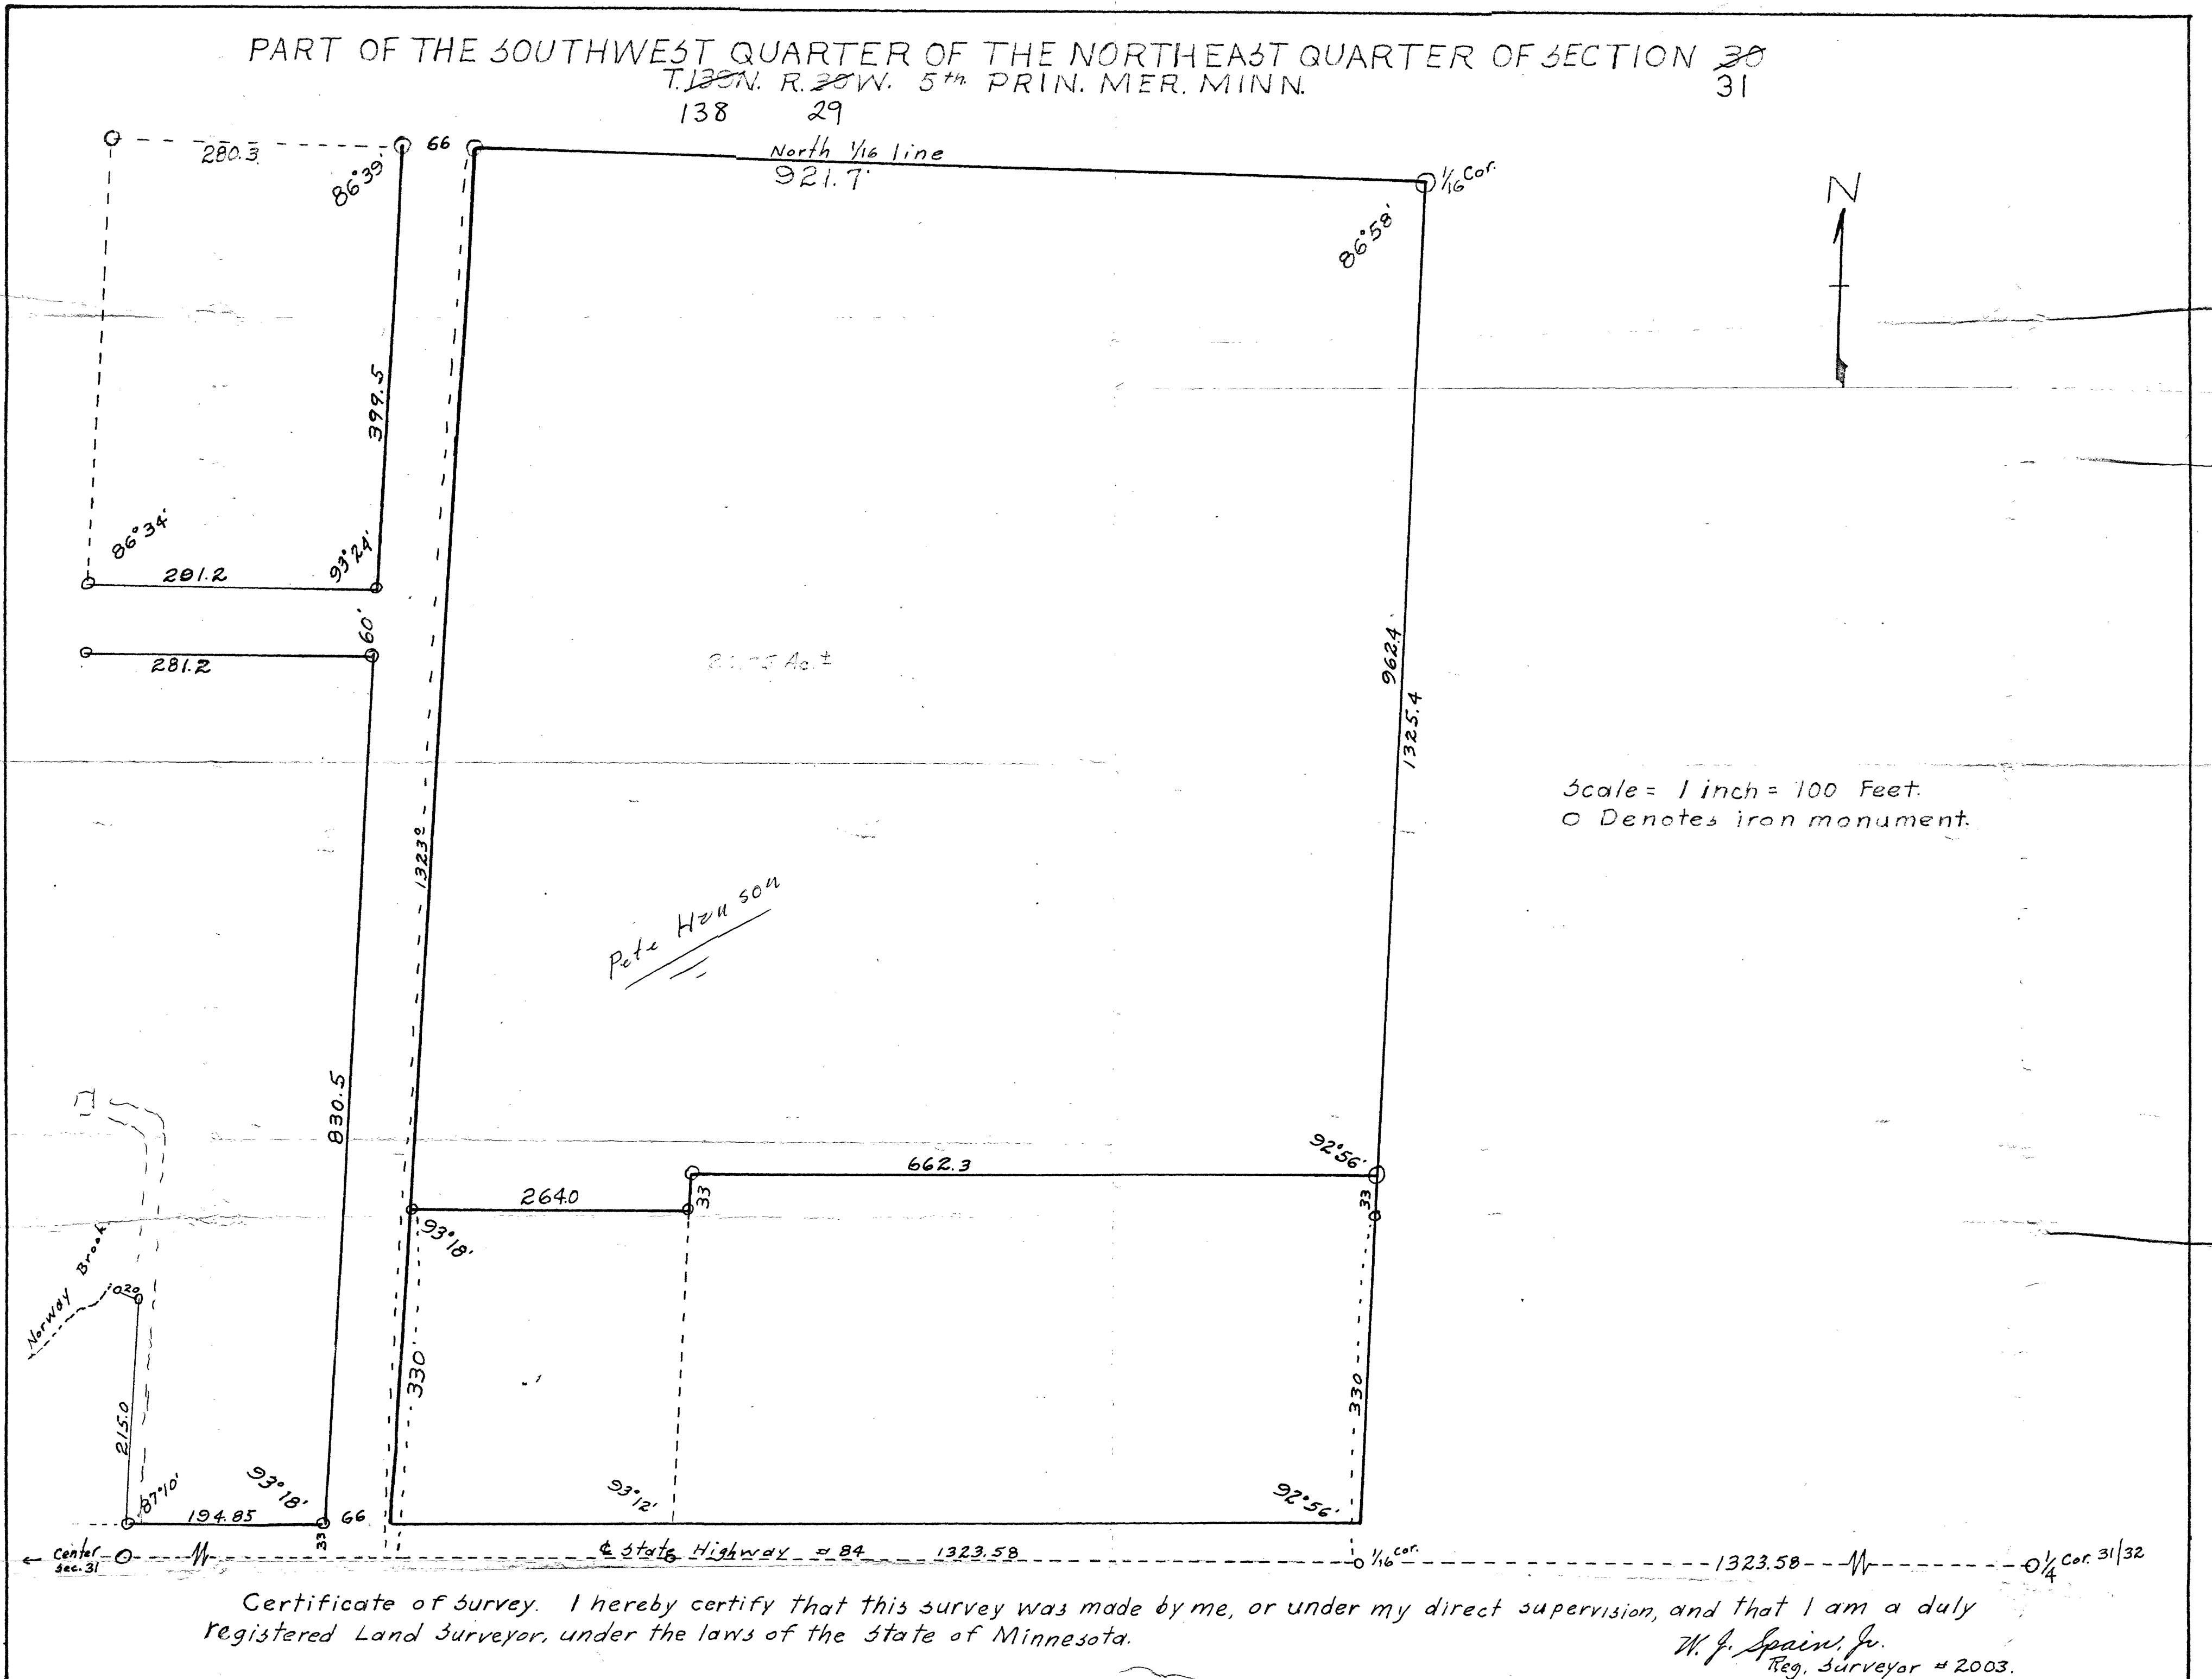 PART OF THE SOUTHWEST QUARTER OF THE NORTHEAST QUARTER OF SECTION 30
31
T.138N. R.30W. 5th PRIN. MER. MINN.
138 29
280.3
66
North 1/16 line
921.7'
1/16 Cor.
86°39'
86°58'
N
399.5
86°34'
93°24'
281.2
60'
281.2
Ac.±
962.4
1325.4
Scale = 1 inch = 100 Feet.
O Denotes iron monument.
1323.0
Pete Hanson
830.5
92°56'
662.3
33
264.0
33
93°18'
Norway Brook
20
330'
330
215.0
87°10'
93°18'
93°12'
92°56'
194.85
66
33
Center Sec. 31
℄ State Highway #84 1323.58
1/16 Cor.
1323.58
1/4 Cor. 31/32
Certificate of Survey. I hereby certify that this survey was made by me, or under my direct supervision, and that I am a duly
registered Land Surveyor, under the laws of the State of Minnesota.
W. J. Spain, Jr.
Reg. Surveyor #2003.